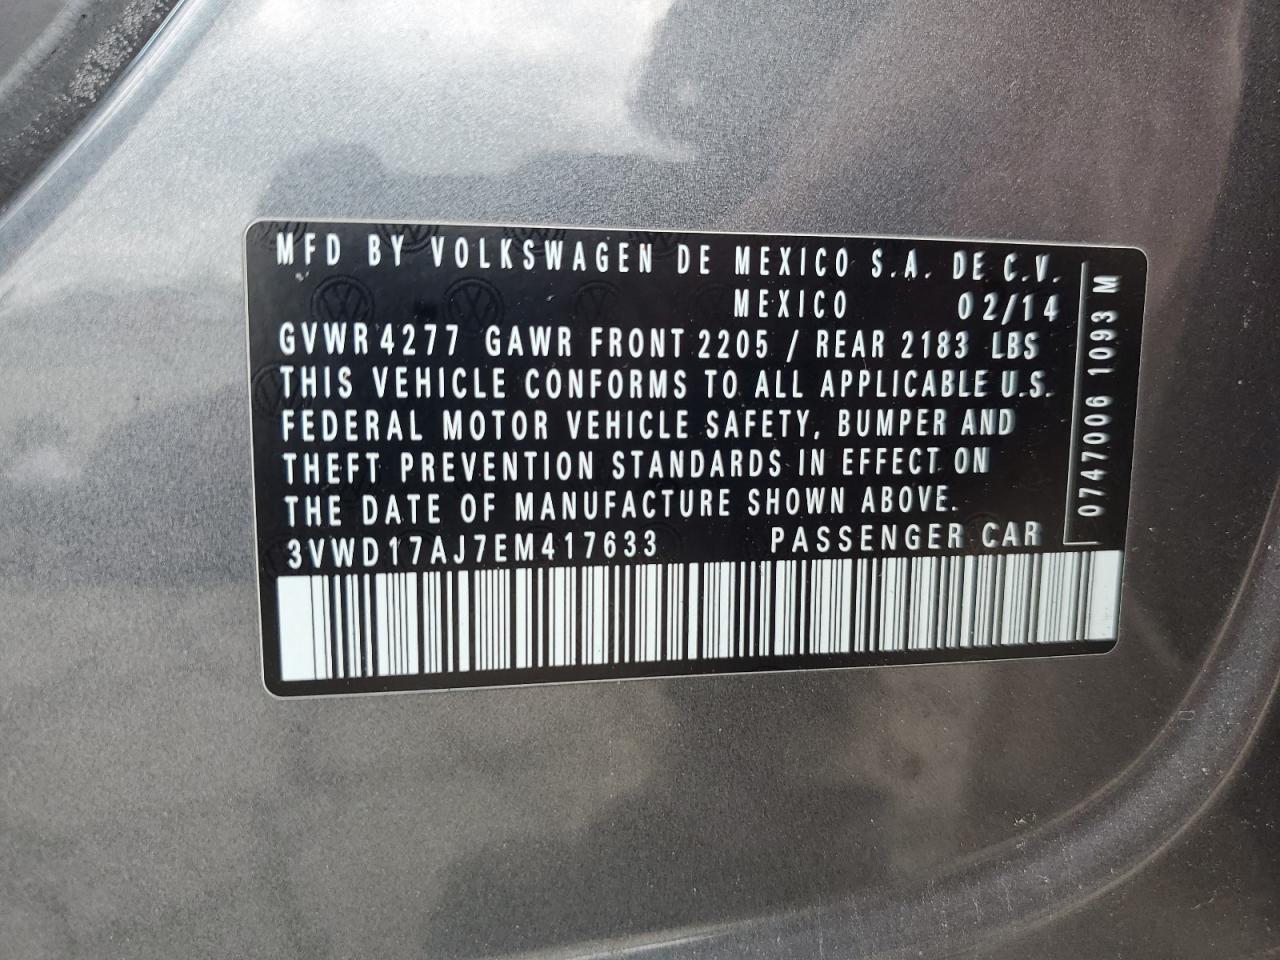 MFD BY VOLKSWAGEN DE MEXICO S.A. DE C.V.
MEXICO 02/14
GVWR 4277 GAWR FRONT 2205 / REAR 2183 LBS
THIS VEHICLE CONFORMS TO ALL APPLICABLE U.S.
FEDERAL MOTOR VEHICLE SAFETY, BUMPER AND
THEFT PREVENTION STANDARDS IN EFFECT ON
THE DATE OF MANUFACTURE SHOWN ABOVE.
3VWD17AJ7EM417633 PASSENGER CAR
0747006 1093 M